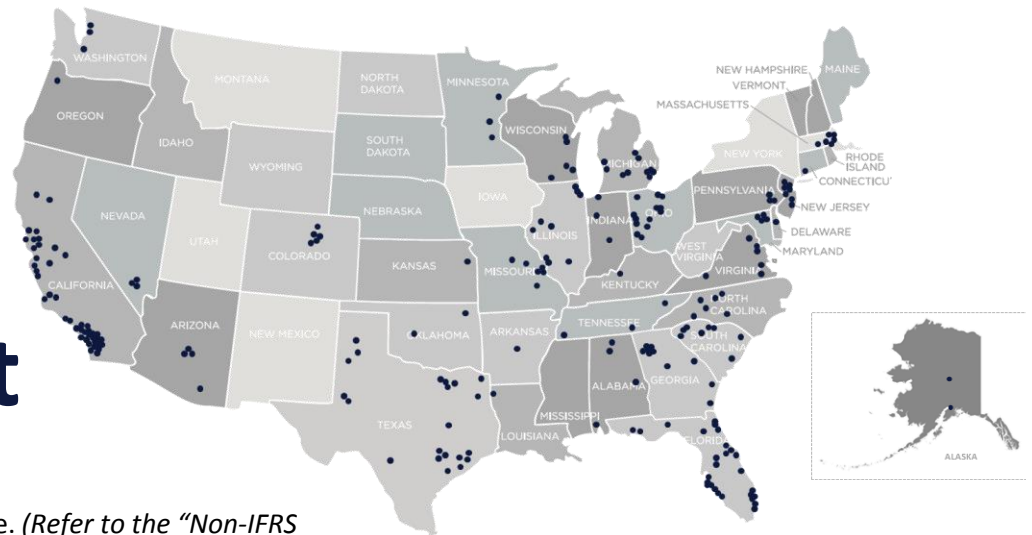 WASHINGTON
OREGON
IDAHO
MONTANA
NORTH
DAKOTA
SOUTH
DAKOTA
MINNESOTA
WISCONSIN
MICHIGAN
NEW HAMPSHIRE
VERMONT
MASSACHUSETTS
MAINE
NEW YORK
RHODE
ISLAND
CONNECTICU
PENNSYLVANIA
NEW JERSEY
DELAWARE
MARYLAND
WYOMING
NEBRASKA
IOWA
NEVADA
UTAH
COLORADO
KANSAS
MISSOURI
ILLINOIS
INDIANA
OHIO
WEST
VIRGINIA
VIRGINI
KENTUCKY
CALIFORNIA
ARIZONA
NEW MEXICO
OKLAHOMA
ARKANSAS
TENNESSEE
NORTH
CAROLINA
SOUTH
CAROLINA
TEXAS
LOUISIANA
MISSISSIPPI
ALABAMA
GEORGIA
FLORIDA
ALASKA
t
e. (Refer to the “Non-IFRS